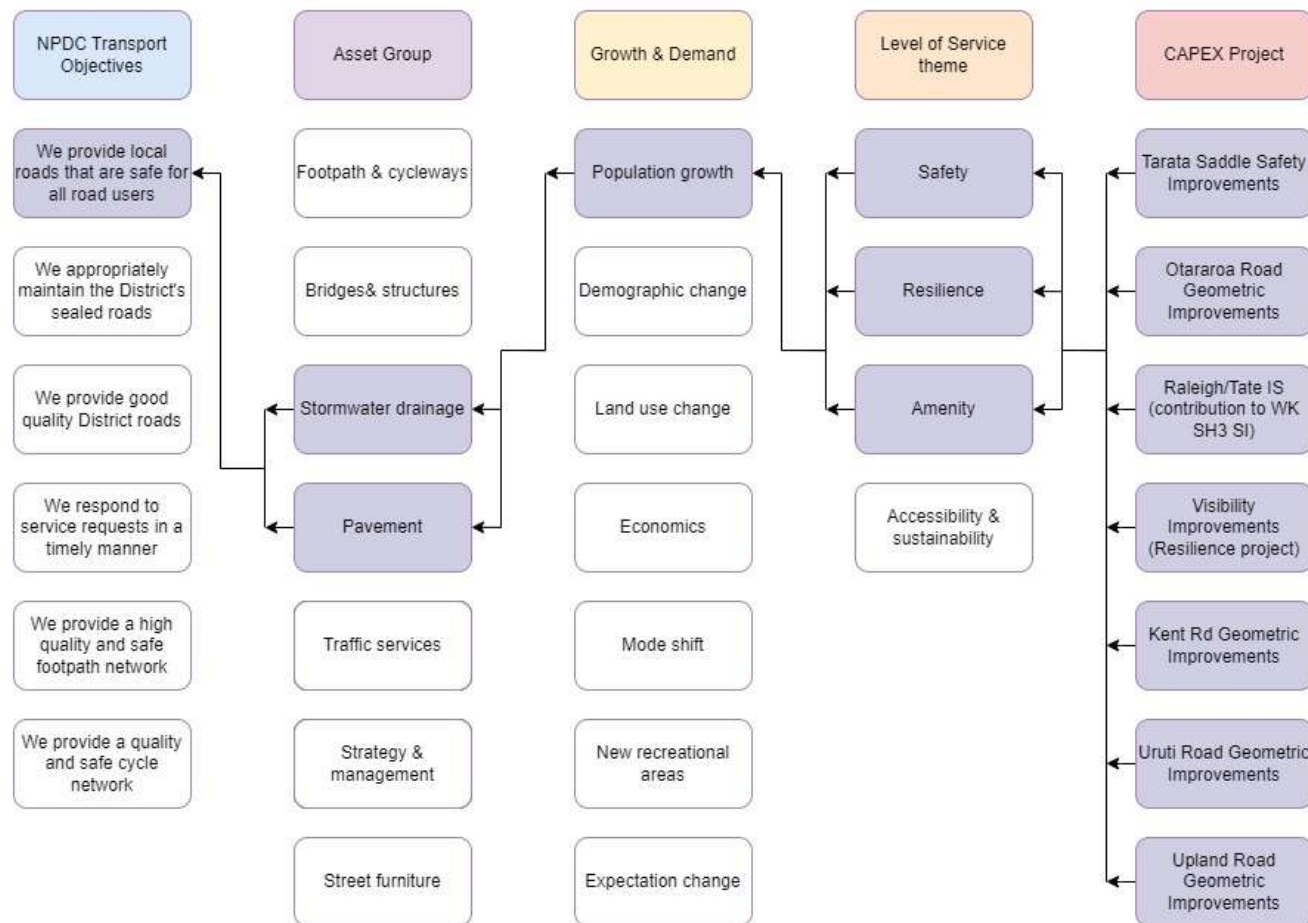 NPDC Transport
Objectives
Asset Group
Growth & Demand
Level of Service
theme
CAPEX Project
We provide local
roads that are safe for
all road users
We appropriately
maintain the District's
sealed roads
We provide good
quality District roads
We respond to
service requests in a
timely manner
We provide a high
quality and safe
footpath network
We provide a quality
and safe cycle
network
Footpath & cycleways
Bridges& structures
Stormwater drainage
Pavement
Traffic services
Strategy &
management
Street furniture
Population growth
Demographic change
Land use change
Economics
Mode shift
New recreational
areas
Expectation change
Safety
Resilience
Amenity
Accessibility &
sustainability
Tarata Saddle Safety
Improvements
Otararoa Road
Geometric
Improvements
Raleigh/Tate IS
(contribution to WK
SH3 SI)
Visibility
Improvements
(Resilience project)
Kent Rd Geometric
Improvements
Uruti Road Geometric
Improvements
Upland Road
Geometric
Improvements